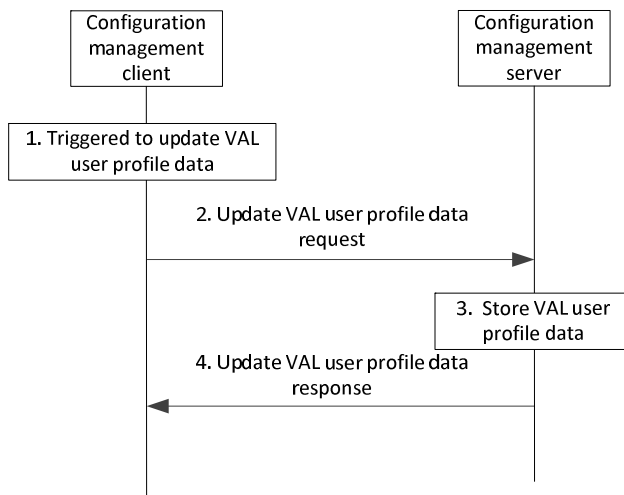 Configuration
management
client
Configuration
management
server
1. Triggered to update VAL
user profile data
2. Update VAL user profile data
request
3. Store VAL user
profile data
4. Update VAL user profile data
response